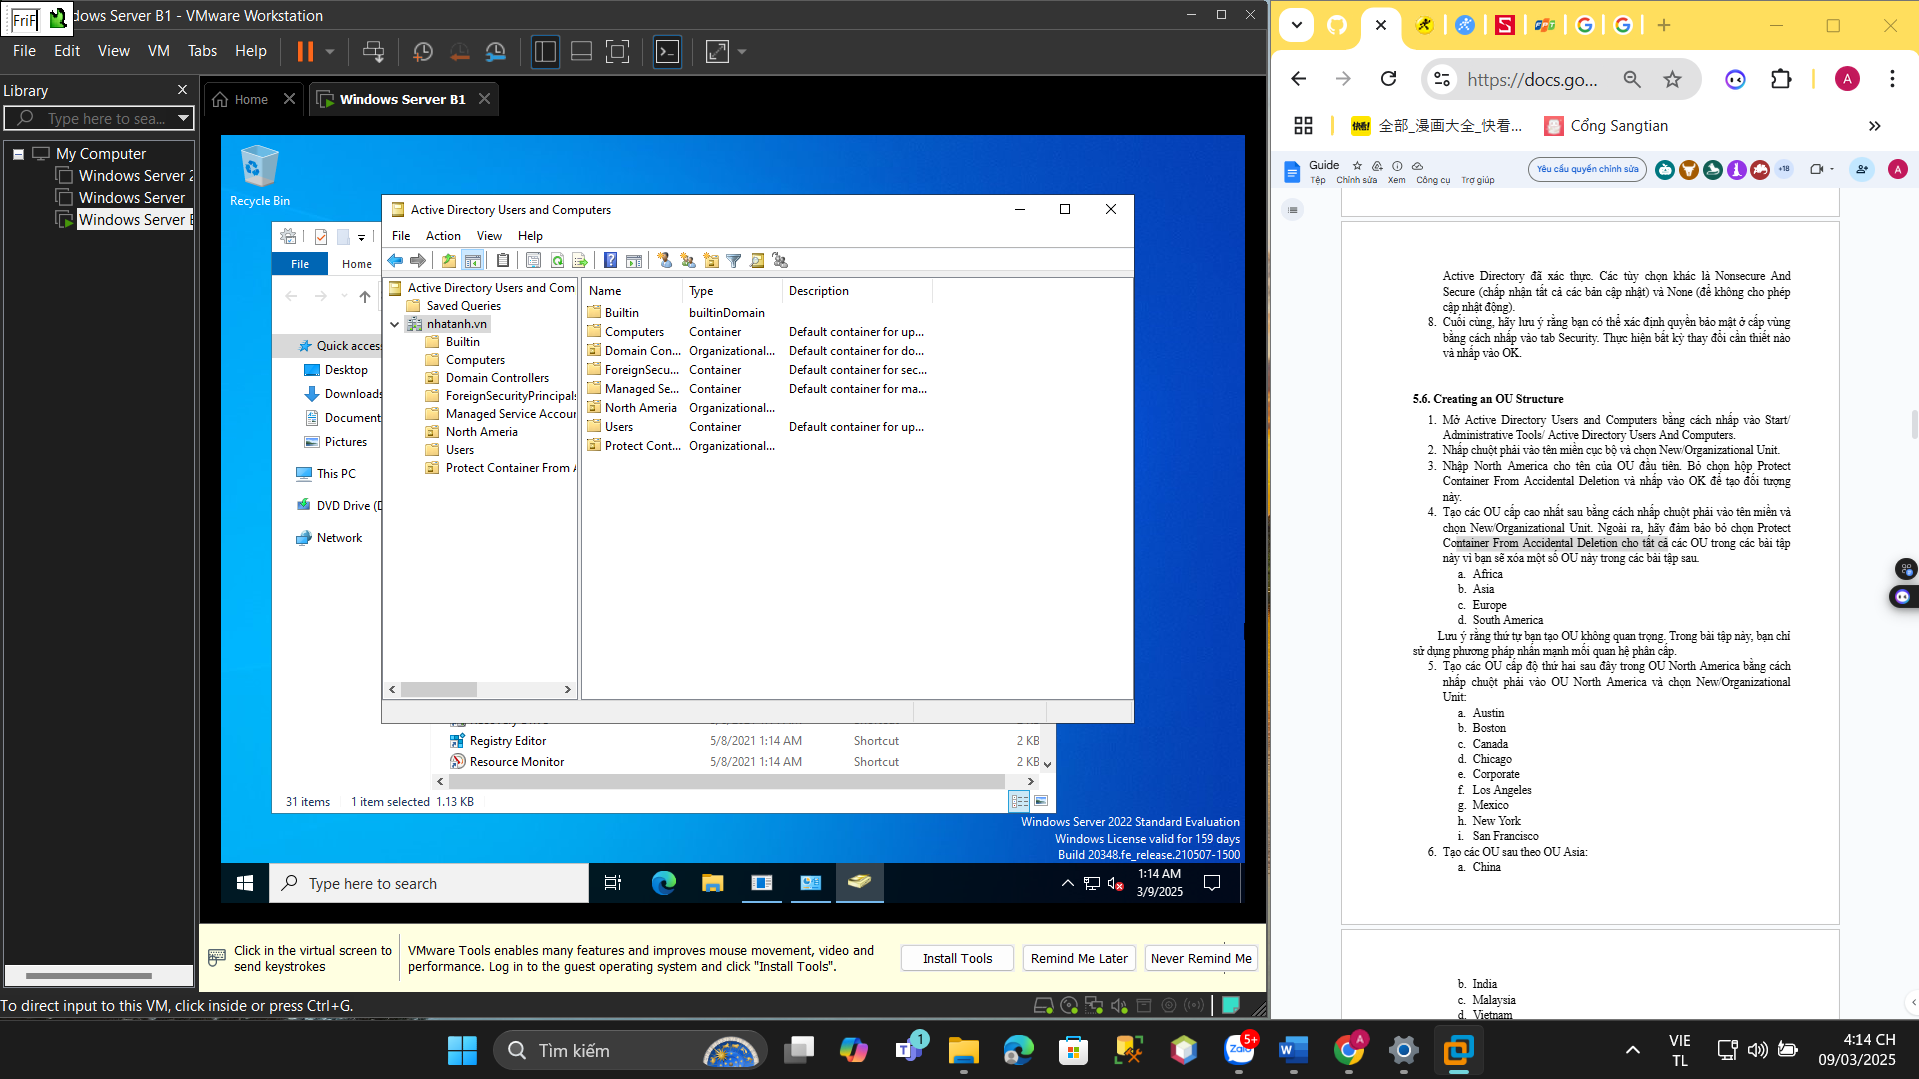 FriF
dows Server B1 - VMware Workstation
File Edit View VM Tabs Help
Library
Type here to sea...
My Computer
Windows Server 2
Windows Server
Windows Server B
Home
Windows Server B1
Recycle Bin
File
Home
Quick acces
Desktop
Downloads
Document
Pictures
This PC
DVD Drive (D
Network
Active Directory Users and Computers
File Action View Help
Active Directory Users and Com
Saved Queries
nhatanh.vn
Builtin
Computers
Domain Controllers
ForeignSecurityPrincipals
Managed Service Accour
North Ameria
Users
Protect Container From A
Name Type Description
Builtin builtinDomain
Computers Container Default container for up...
Domain Con... Organizational... Default container for do...
ForeignSecu... Container Default container for sec...
Managed Se... Container Default container for ma...
North Ameria Organizational...
Users Container Default container for up...
Protect Cont... Organizational...
Registry Editor 5/8/2021 1:14 AM Shortcut 2 KB
Resource Monitor 5/8/2021 1:14 AM Shortcut 2 KB
31 items 1 item selected 1.13 KB
Windows Server 2022 Standard Evaluation
Windows License valid for 159 days
Build 20348.fe_release.210507-1500
Type here to search
1:14 AM
3/9/2025
Click in the virtual screen to
send keystrokes
VMware Tools enables many features and improves mouse movement, video and
performance. Log in to the guest operating system and click "Install Tools".
Install Tools
Remind Me Later
Never Remind Me
To direct input to this VM, click inside or press Ctrl+G.
https://docs.go...
A
全部_漫画大全_快看...
Cổng Sangtian
Guide
Tệp Chỉnh sửa Xem Công cụ Trợ giúp
Yêu cầu quyền chỉnh sửa
+18
A
Active Directory đã xác thực. Các tùy chọn khác là Nonsecure And
Secure (chấp nhận tất cả các bản cập nhật) và None (để không cho phép
cập nhật động).
8. Cuối cùng, hãy lưu ý rằng bạn có thể xác định quyền bảo mật ở cấp vùng
bằng cách nhấp vào tab Security. Thực hiện bất kỳ thay đổi cần thiết nào
và nhấp vào OK.
5.6. Creating an OU Structure
1. Mở Active Directory Users and Computers bằng cách nhấp vào Start/
Administrative Tools/ Active Directory Users And Computers.
2. Nhấp chuột phải vào tên miền cục bộ và chọn New/Organizational Unit.
3. Nhập North America cho tên của OU đầu tiên. Bỏ chọn hộp Protect
Container From Accidental Deletion và nhấp vào OK để tạo đối tượng
này.
4. Tạo các OU cấp cao nhất sau bằng cách nhấp chuột phải vào tên miền và
chọn New/Organizational Unit. Ngoài ra, hãy đảm bảo bỏ chọn Protect
Container From Accidental Deletion cho tất cả các OU trong các bài tập
này vì bạn sẽ xóa một số OU này trong các bài tập sau.
a. Africa
b. Asia
c. Europe
d. South America
Lưu ý rằng thứ tự bạn tạo OU không quan trọng. Trong bài tập này, bạn chỉ
sử dụng phương pháp nhấn mạnh mối quan hệ phân cấp.
5. Tạo các OU cấp độ thứ hai sau đây trong OU North America bằng cách
nhấp chuột phải vào OU North America và chọn New/Organizational
Unit:
a. Austin
b. Boston
c. Canada
d. Chicago
e. Corporate
f. Los Angeles
g. Mexico
h. New York
i. San Francisco
6. Tạo các OU sau theo OU Asia:
a. China
b. India
c. Malaysia
d. Vietnam
Tìm kiếm
1
Zalo
5+
A
VIE
TL
4:14 CH
09/03/2025